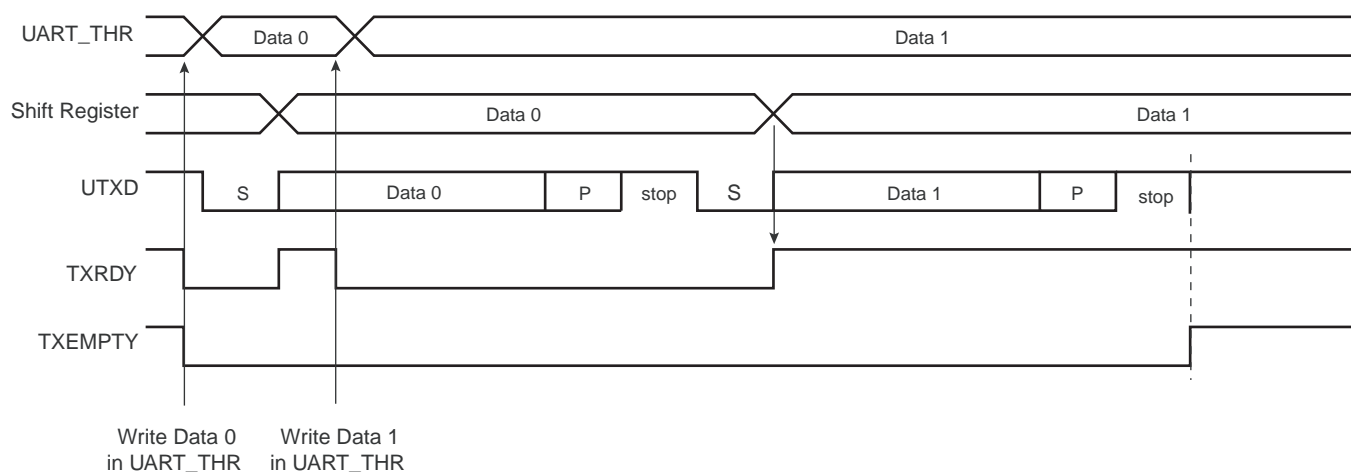 UART_THR Data 0 Data 1
Shift Register Data 0 Data 1
UTXD S Data 0 P stop S Data 1 P stop
TXRDY
TXEMPTY
Write Data 0 Write Data 1
in UART_THR in UART_THR